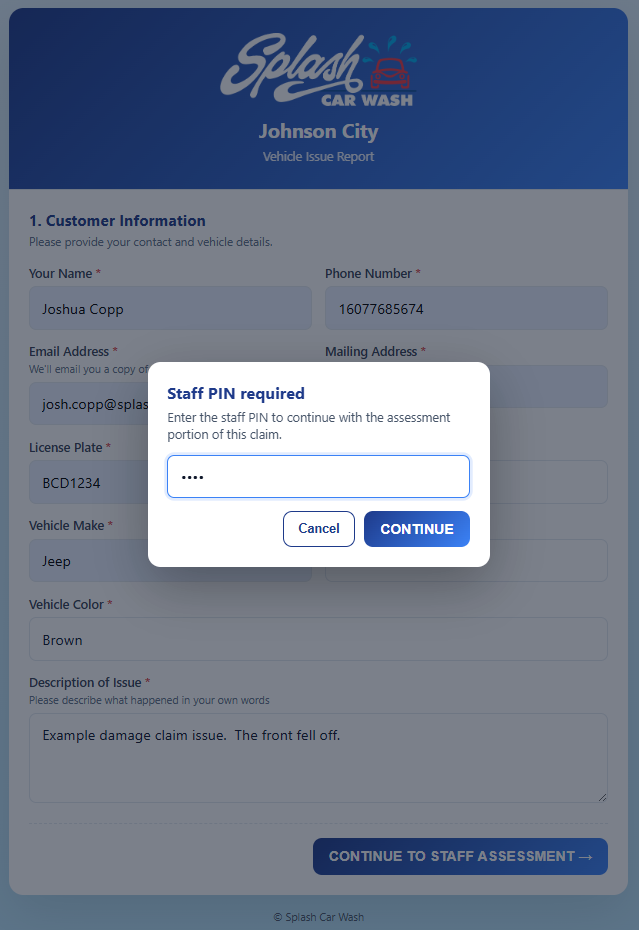 Splash
CAR WASH
Johnson City
Vehicle Issue Report
1. Customer Information
Please provide your contact and vehicle details.
Your Name *
Phone Number *
Joshua Copp
16077685674
Email Address *
Mailing Address *
We'll email you a copy of
josh.copp@splas
Staff PIN required
Enter the staff PIN to continue with the assessment
portion of this claim.
••••
Cancel
CONTINUE
License Plate *
BCD1234
Vehicle Make *
Jeep
Vehicle Color *
Brown
Description of Issue *
Please describe what happened in your own words
Example damage claim issue.  The front fell off.
CONTINUE TO STAFF ASSESSMENT →
© Splash Car Wash